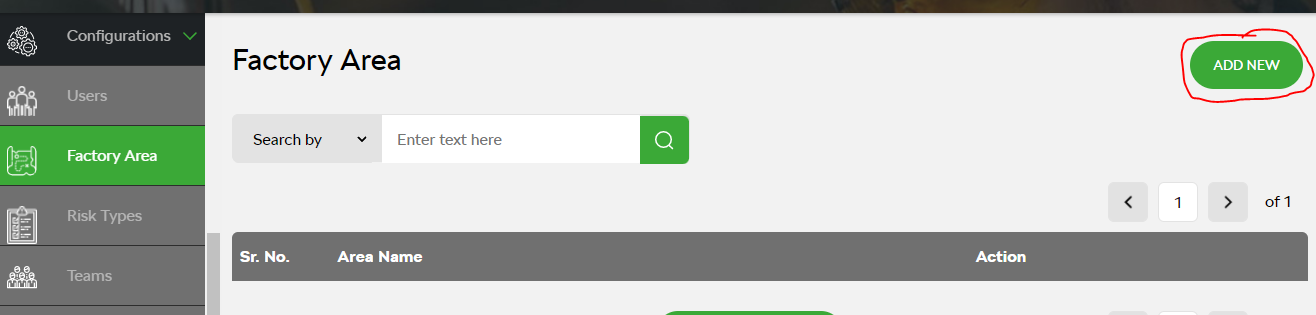 Configurations
Users
Factory Area
Risk Types
Teams
Factory Area
ADD NEW
Search by
Enter text here
1
of 1
Sr. No. Area Name Action